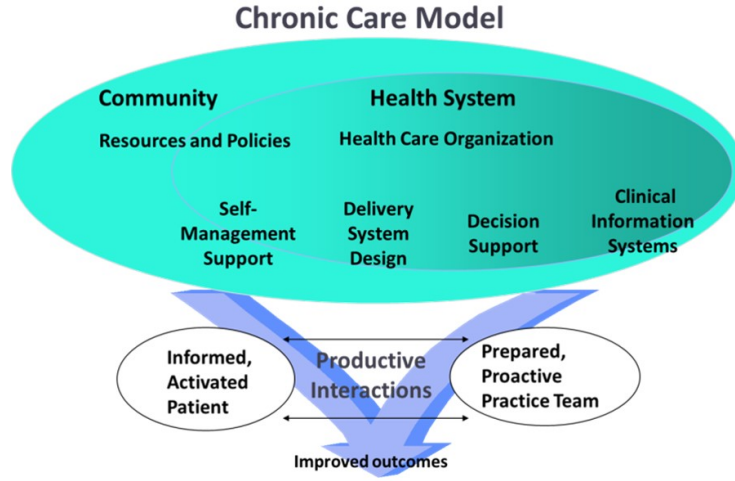 Chronic Care Model
Community
Health System
Resources and Policies
Health Care Organization
Self-
Management
Support
Delivery
System
Design
Decision
Support
Clinical
Information
Systems
Informed,
Activated
Patient
Productive
Interactions
Prepared,
Proactive
Practice Team
Improved outcomes